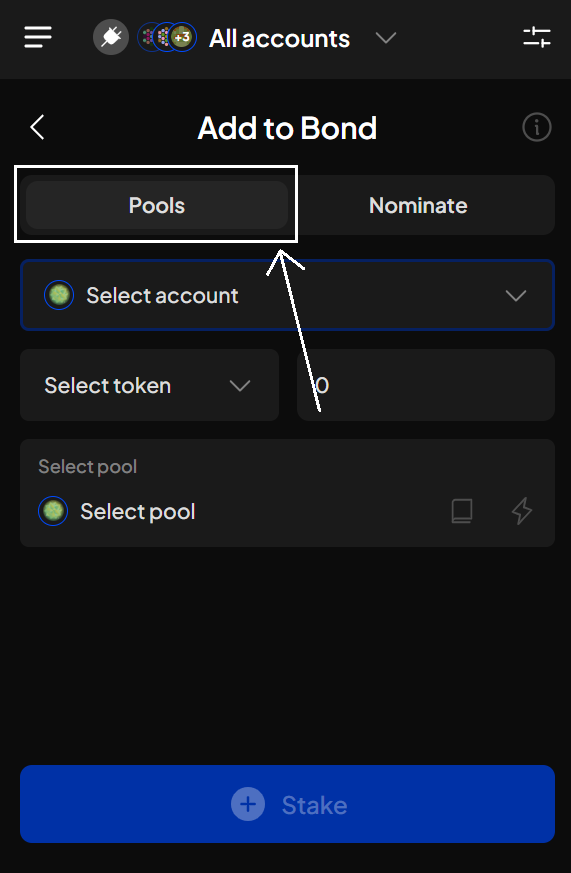 +3 All accounts
Add to Bond
Pools Nominate
Select account
Select token 0
Select pool
Select pool
Stake